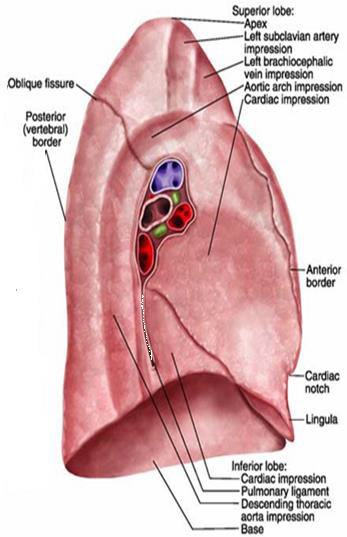 Superior lobe:
Apex
Left subclavian artery
impression
Left brachiocephalic
vein impression
Aortic arch impression
Cardiac impression
Oblique fissure
Posterior
(vertebral)
border
Anterior
border
Cardiac
notch
Lingula
Inferior lobe:
Cardiac impression
Pulmonary ligament
Descending thoracic
aorta impression
Base